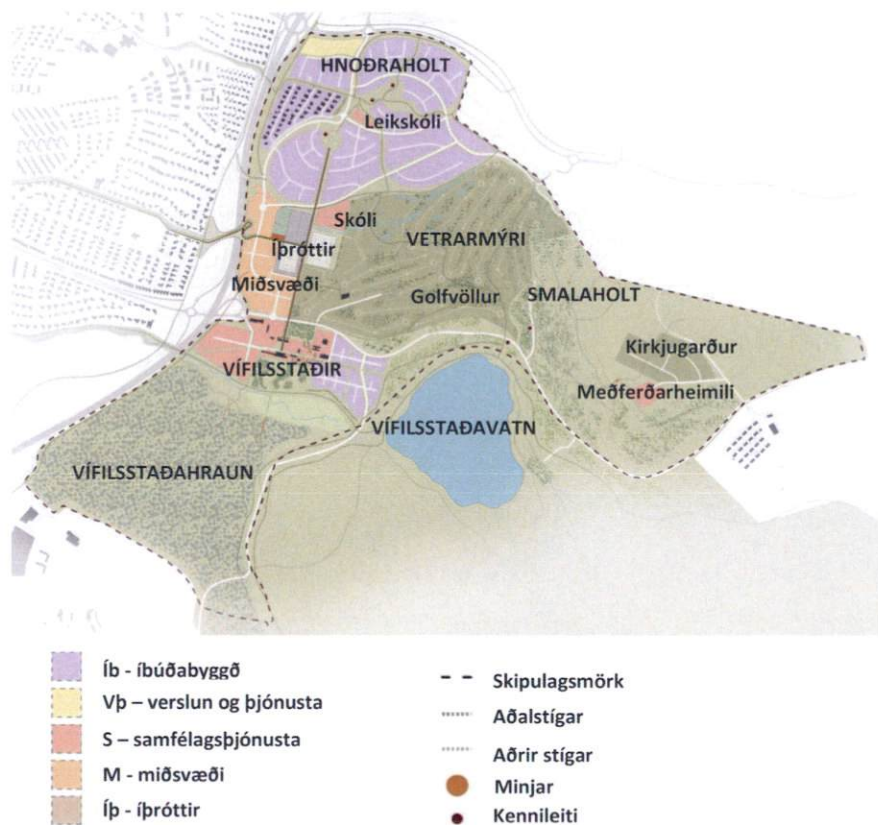 HNOÐRAHOLT
Leikskóli
Skóli
Íþróttir
VETRARMÝRI
Miðsvæði
Golfvöllur
SMALAHOLT
Kirkjugarður
VÍFILSSTAÐIR
Meðferðarheimili
VÍFILSSTAÐAVATN
VÍFILSSTAÐAHRAUN
Íb - íbúðabyggð
Vþ – verslun og þjónusta
S – samfélagsþjónusta
M - miðsvæði
Íþ - íþróttir
Skipulagsmörk
Aðalstígar
Aðrir stígar
Minjar
Kennileiti